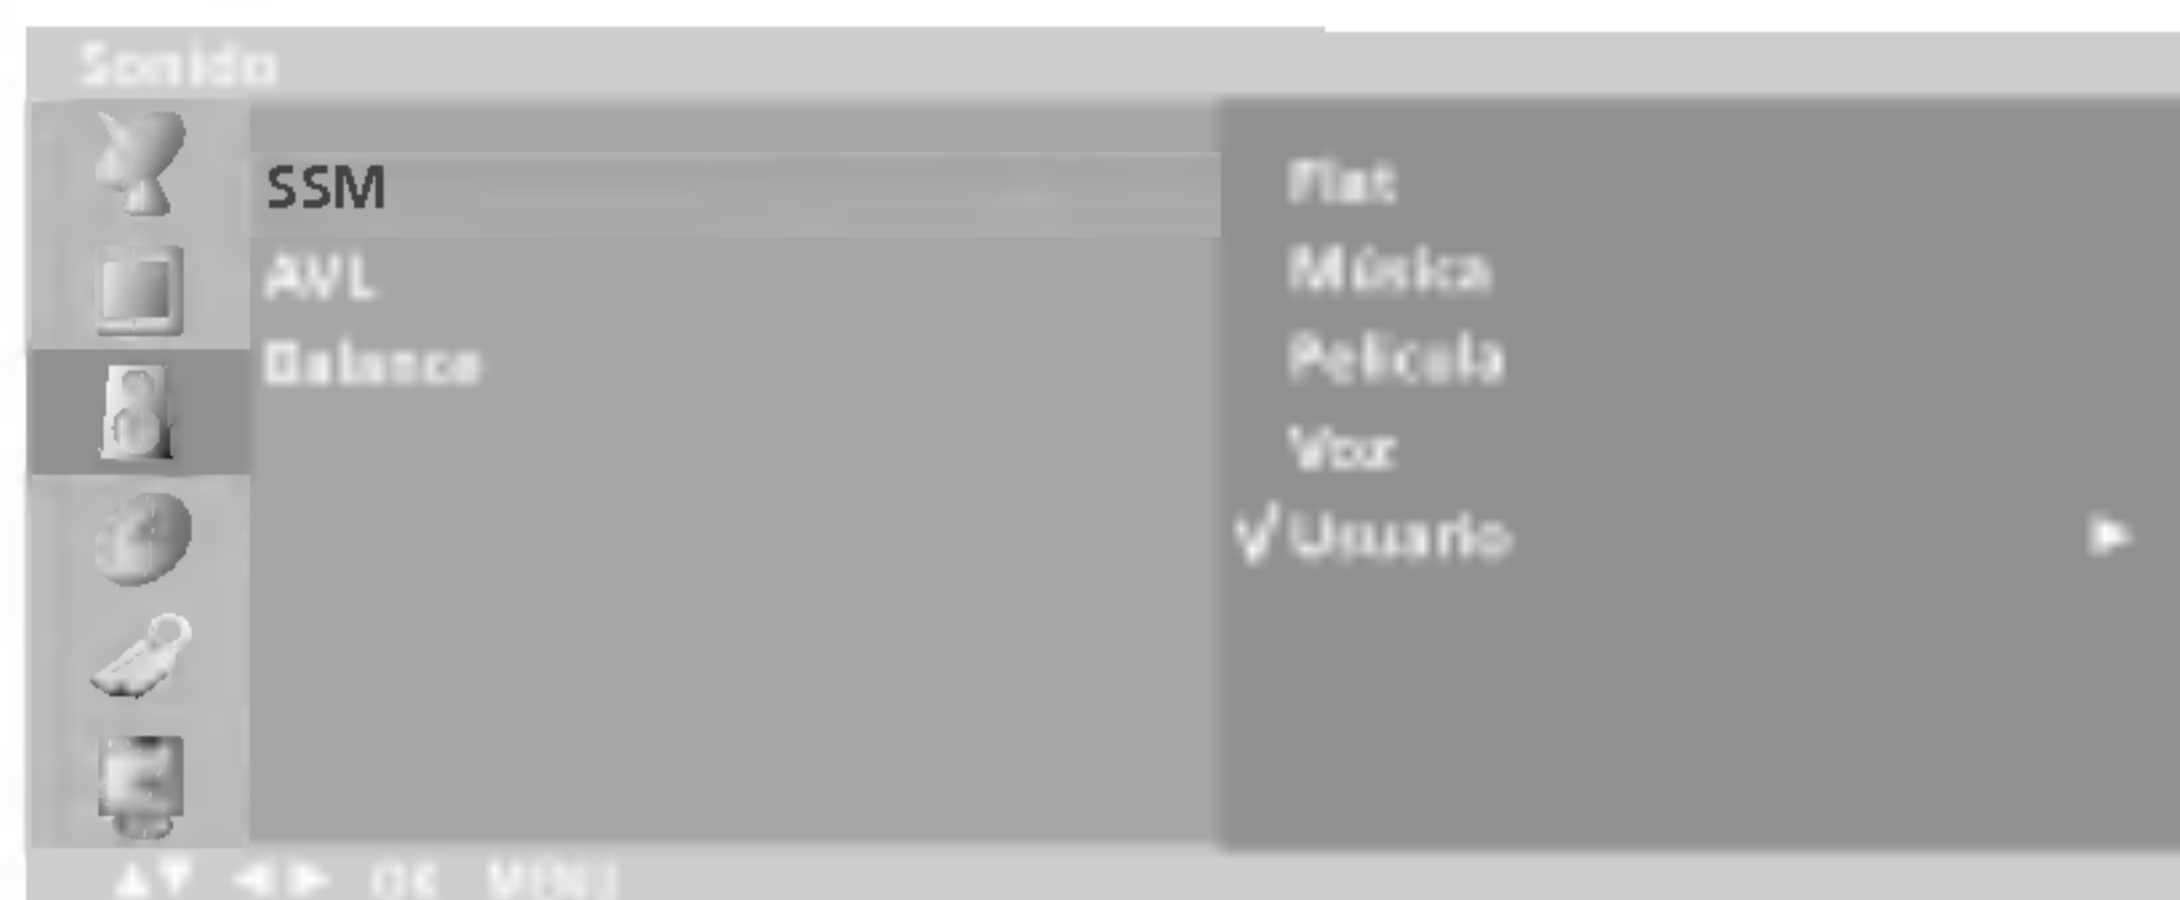 Sonido
SSM
AVL
Balance
Flat
Música
Película
Voz
√ Usuario ►
▲▼ ◄► OK MENU